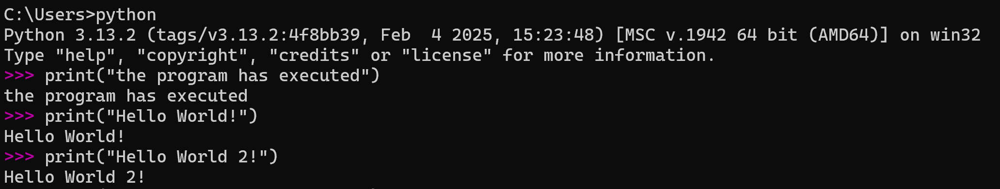 C:\Users>python
Python 3.13.2 (tags/v3.13.2:4f8bb39, Feb  4 2025, 15:23:48) [MSC v.1942 64 bit (AMD64)] on win32
Type "help", "copyright", "credits" or "license" for more information.
>>> print("the program has executed")
the program has executed
>>> print("Hello World!")
Hello World!
>>> print("Hello World 2!")
Hello World 2!